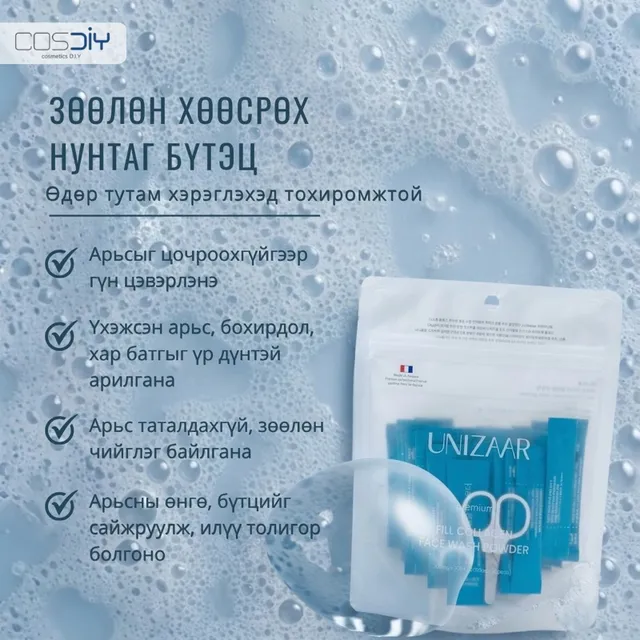 COSDIY
cosmetics D.I.Y
ЗӨӨЛӨН ХӨӨСРӨХ
НУНТАГ БҮТЭЦ
Өдөр тутам хэрэглэхэд тохиромжтой
Арьсыг цочроохгүйгээр
гүн цэвэрлэнэ
Үхэжсэн арьс, бохирдол,
хар батгыг үр дүнтэй
арилгана
Арьс таталдахгүй, зөөлөн
чийглэг байлгана
Арьсны өнгө, бүтцийг
сайжруулж, илүү толигор
болгоно
UNIZAAR
FILL COLLAGEN
FACE WASH POWDER